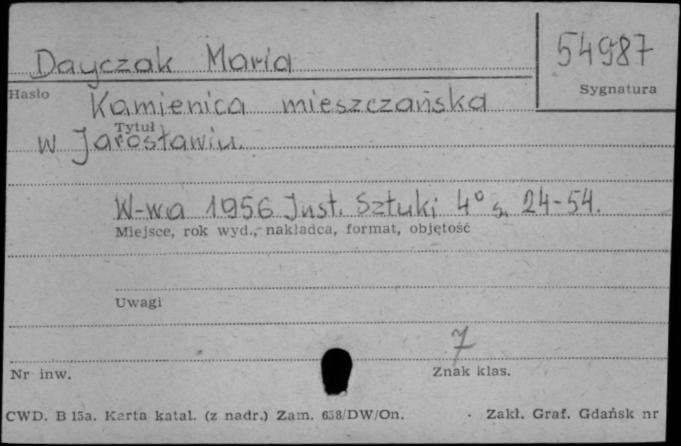 Dayczak Maria
54987
Hasło
Sygnatura
Kamienica mieszczańska
Tytuł
w Jarosławiu.
W-wa 1956 Inst. Sztuki 4° s. 24-54.
Miejsce, rok wyd., nakładca, format, objętość
Uwagi
7
Nr inw.
Znak klas.
CWD. B 15a. Karta katal. (z nadr.) Zam. 658/DW/On.
Zakł. Graf. Gdańsk nr